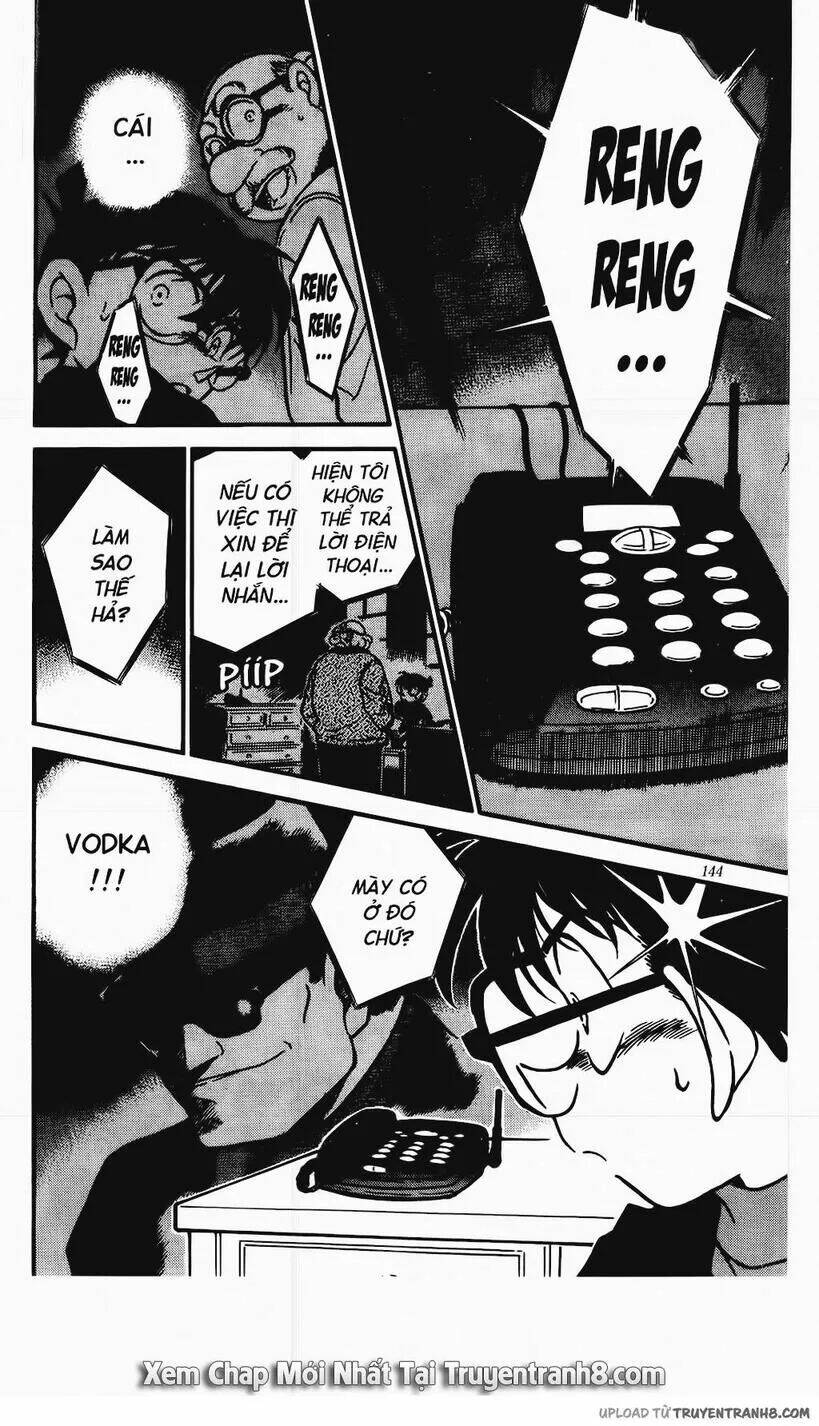 RENG
RENG
...
CÁI
...
RENG
RENG
...
RENG
RENG
...
HIỆN TÔI
KHÔNG
THỂ TRẢ
LỜI ĐIỆN
THOẠI...
NẾU CÓ
VIỆC THÌ
XIN ĐỂ
LẠI LỜI
NHẮN...
PÍÍP
LÀM
SAO
THẾ
HẢ?
144
MÀY CÓ
Ở ĐÓ
CHỨ?
VODKA
!!!
Xem Chap Mới Nhất Tại Truyentranh8.com
UPLOAD TỪ TRUYENTRANH8.COM